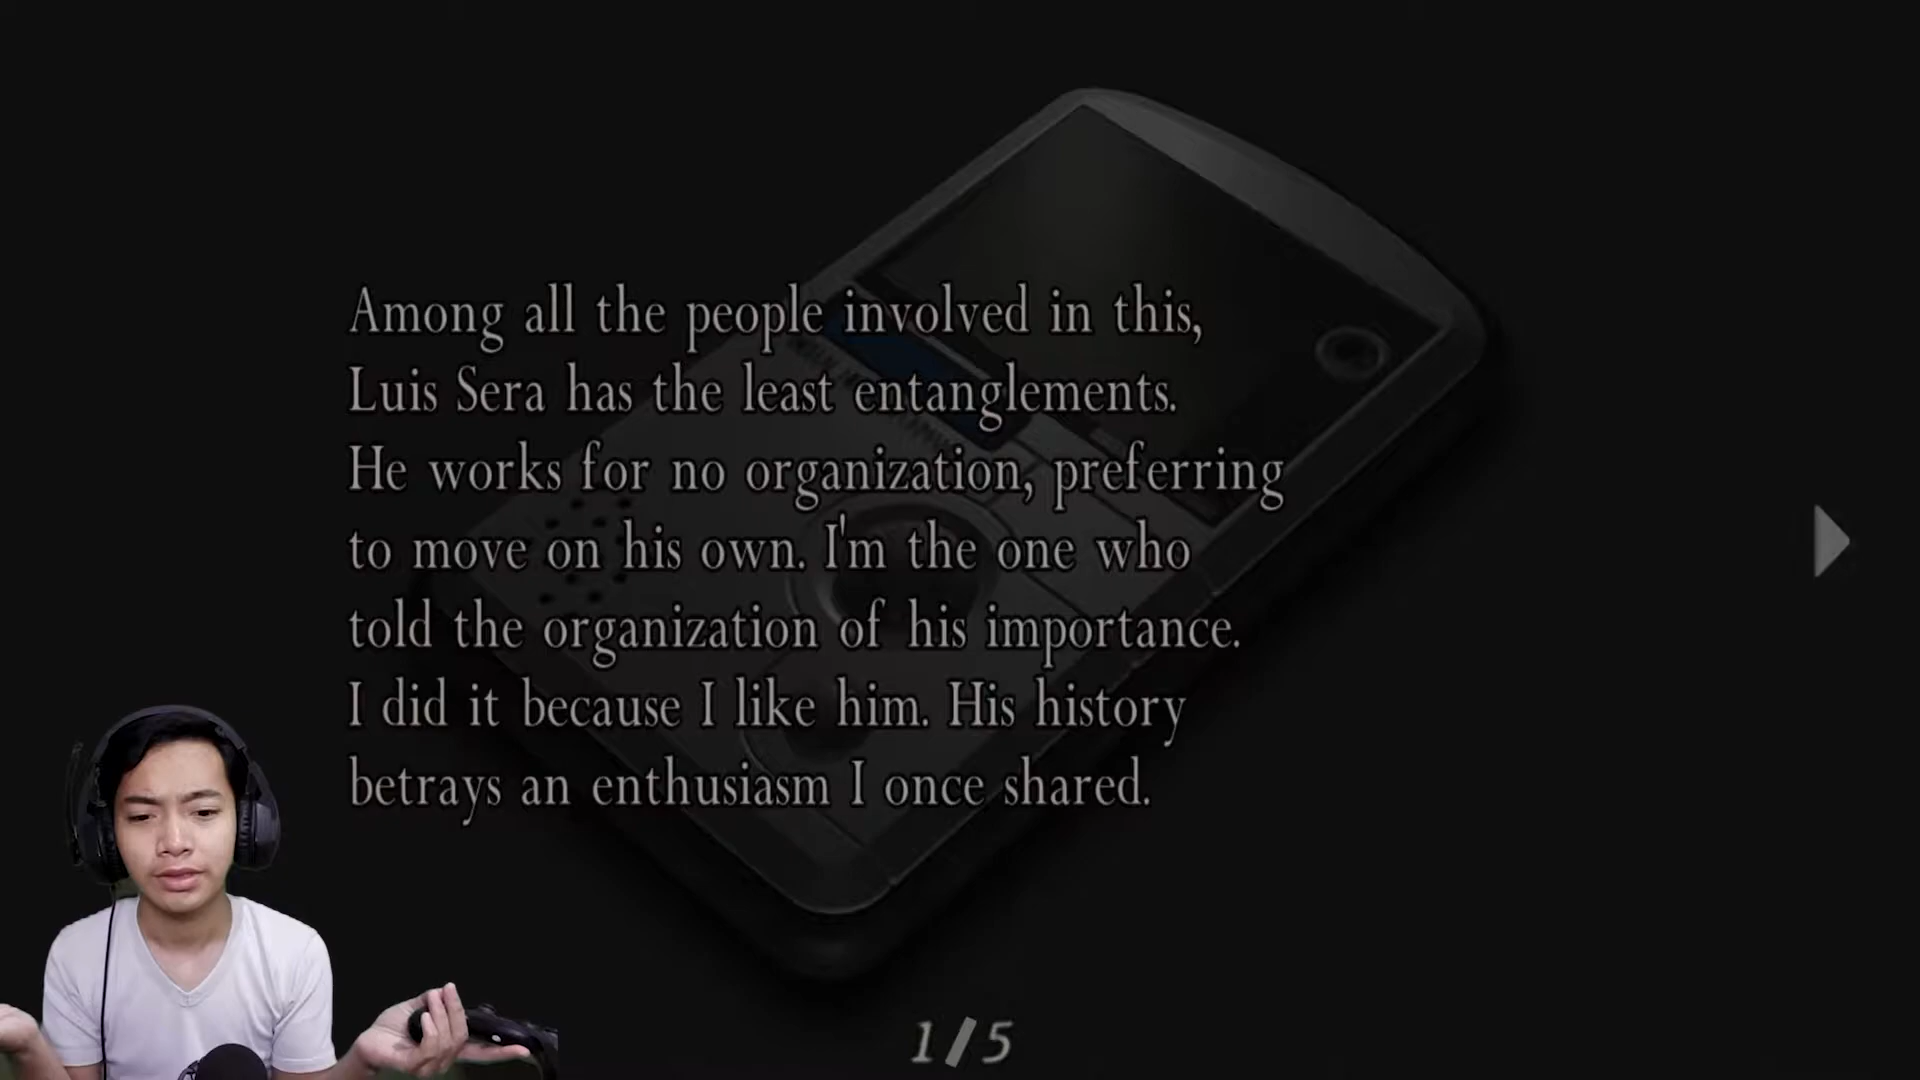 Among all the people involved in this,
Luis Sera has the least entanglements.
He works for no organization, preferring
to move on his own. I'm the one who
told the organization of his importance.
I did it because I like him. His history
betrays an enthusiasm I once shared.
1/5